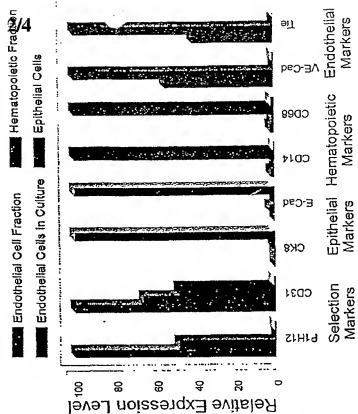 3/4
Endothelial Cell Fraction
Hematopoietic Fraction
Endothelial Cells in Culture
Epithelial Cells
Relative Expression Level
100
80
60
40
20
0
P1H12
CD31
CK8
E-Cad
CD14
CD68
VE-Cad
Tie
Selection Markers
Epithelial Markers
Hematopoietic Markers
Endothelial Markers